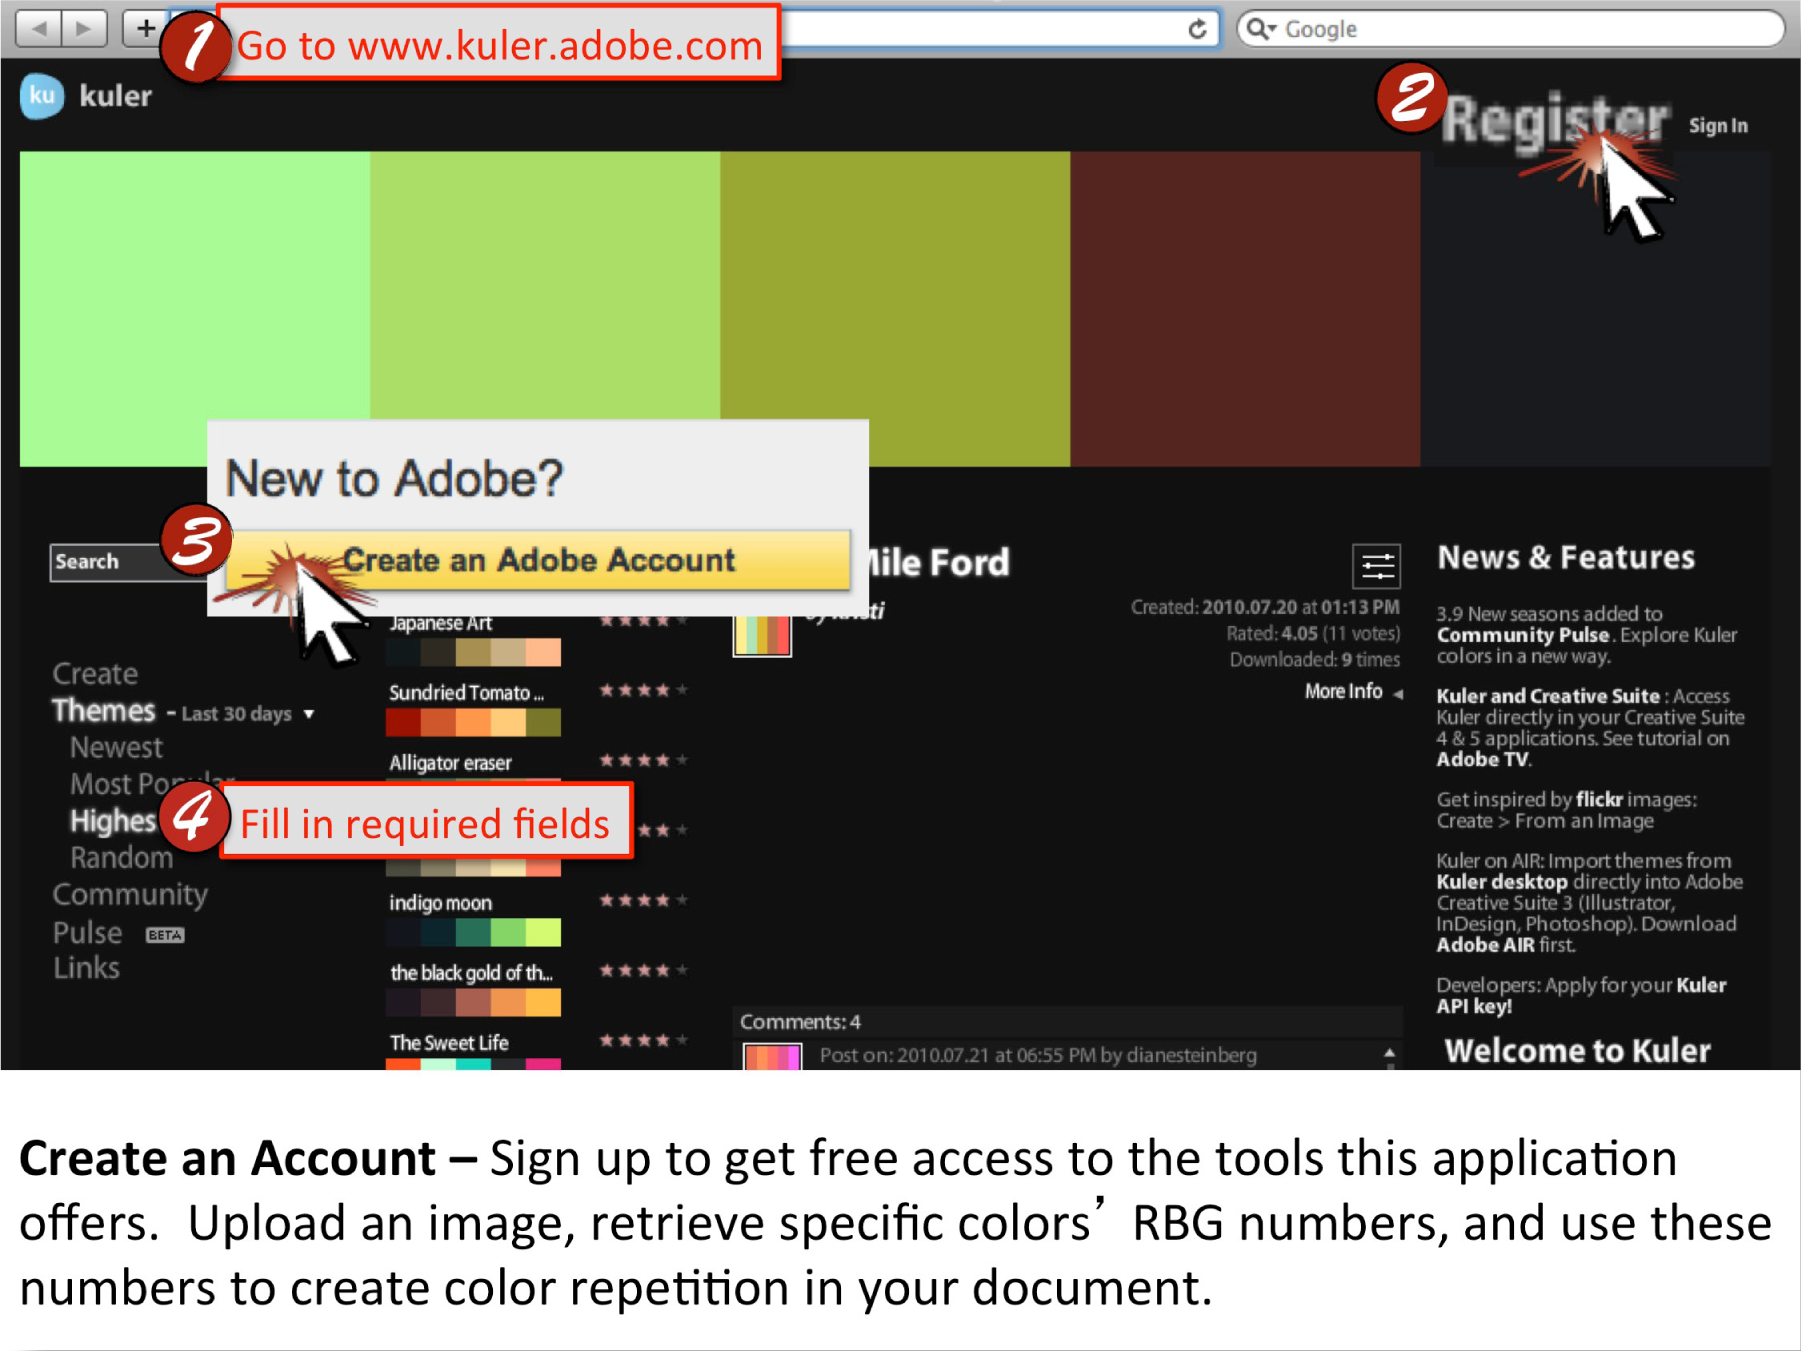 1 Go to www.kuler.adobe.com
Google
ku kuler
2 Register Sign In
New to Adobe?
3 Create an Adobe Account
Search
Ford
News & Features
Created: 2010.07.20 at 01:13 PM
Rated: 4.05 (11 votes)
Downloaded: 9 times
More Info
Japanese Art
Sundried Tomato ...
Alligator eraser
indigo moon
the black gold of th...
The Sweet Life
Create
Themes - Last 30 days
Newest
Most
4 Fill in required fields
Random
Community
Pulse BETA
Links
Comments: 4
Post on: 2010.07.21 at 06:55 PM by dianesteinberg
3.9 New seasons added to
Community Pulse. Explore Kuler
colors in a new way.
Kuler and Creative Suite : Access
Kuler directly in your Creative Suite
4 & 5 applications. See tutorial on
Adobe TV.
Get inspired by flickr images:
Create > From an Image
Kuler on AIR: Import themes from
Kuler desktop directly into Adobe
Creative Suite 3 (Illustrator,
InDesign, Photoshop). Download
Adobe AIR first.
Developers: Apply for your Kuler
API key!
Welcome to Kuler
Create an Account – Sign up to get free access to the tools this application
offers. Upload an image, retrieve specific colors’ RBG numbers, and use these
numbers to create color repetition in your document.